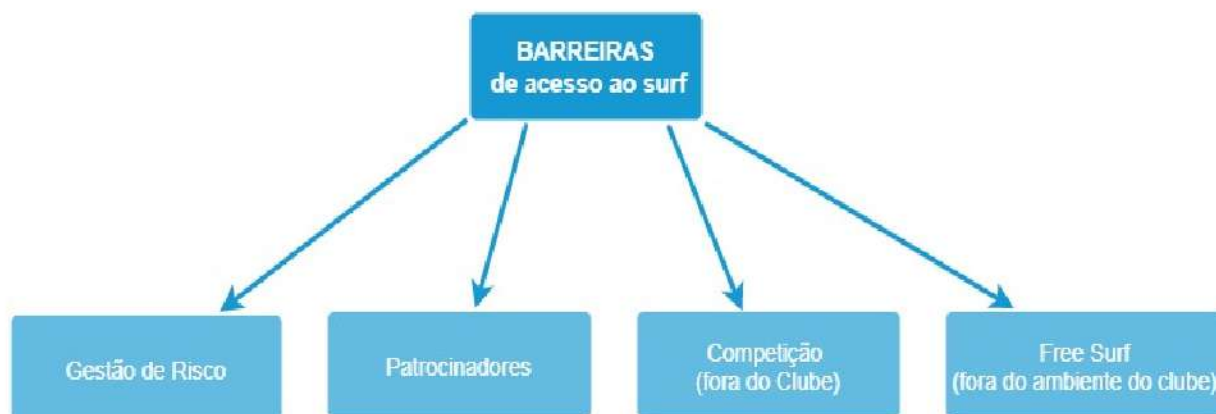 BARREIRAS
de acesso ao surf
Gestão de Risco
Patrocinadores
Competição
(fora do Clube)
Free Surf
(fora do ambiente do clube)